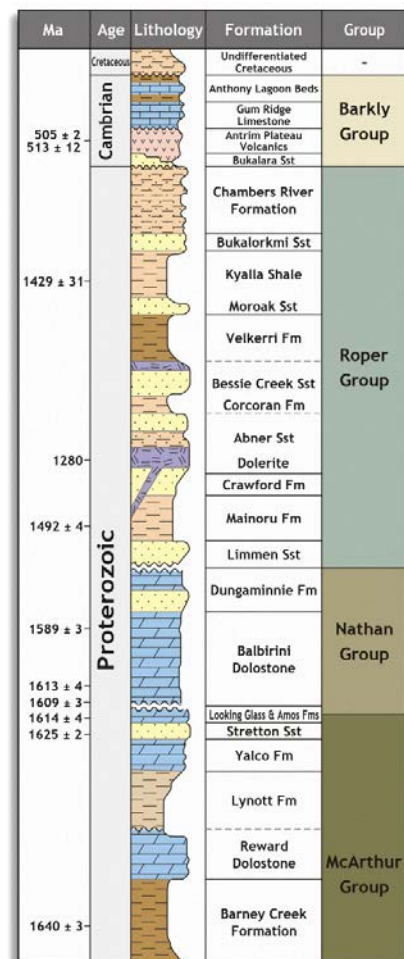 Ma Age Lithology Formation Group
Cretaceous
Undifferentiated
Cretaceous
-
Cambrian
Anthony Lagoon Beds
Gum Ridge
Limestone
Barkly
Group
505 ± 2
513 ± 12
Antrim Plateau
Volcanics
Bukalara Sst
Proterozoic
Chambers River
Formation
Bukalorkmi Sst
1429 ± 31
Kyalla Shale
Moroak Sst
Velkerri Fm
Roper
Group
Bessie Creek Sst
Corcoran Fm
Abner Sst
1280
Dolerite
Crawford Fm
1492 ± 4
Mainoru Fm
Limmen Sst
Dungaminnie Fm
1589 ± 3
Nathan
Group
Balbirini
Dolostone
1613 ± 4
1609 ± 3
1614 ± 4
Looking Glass & Amos Fms
1625 ± 2
Stretton Sst
Yalco Fm
Lynott Fm
Reward
Dolostone
McArthur
Group
1640 ± 3
Barney Creek
Formation